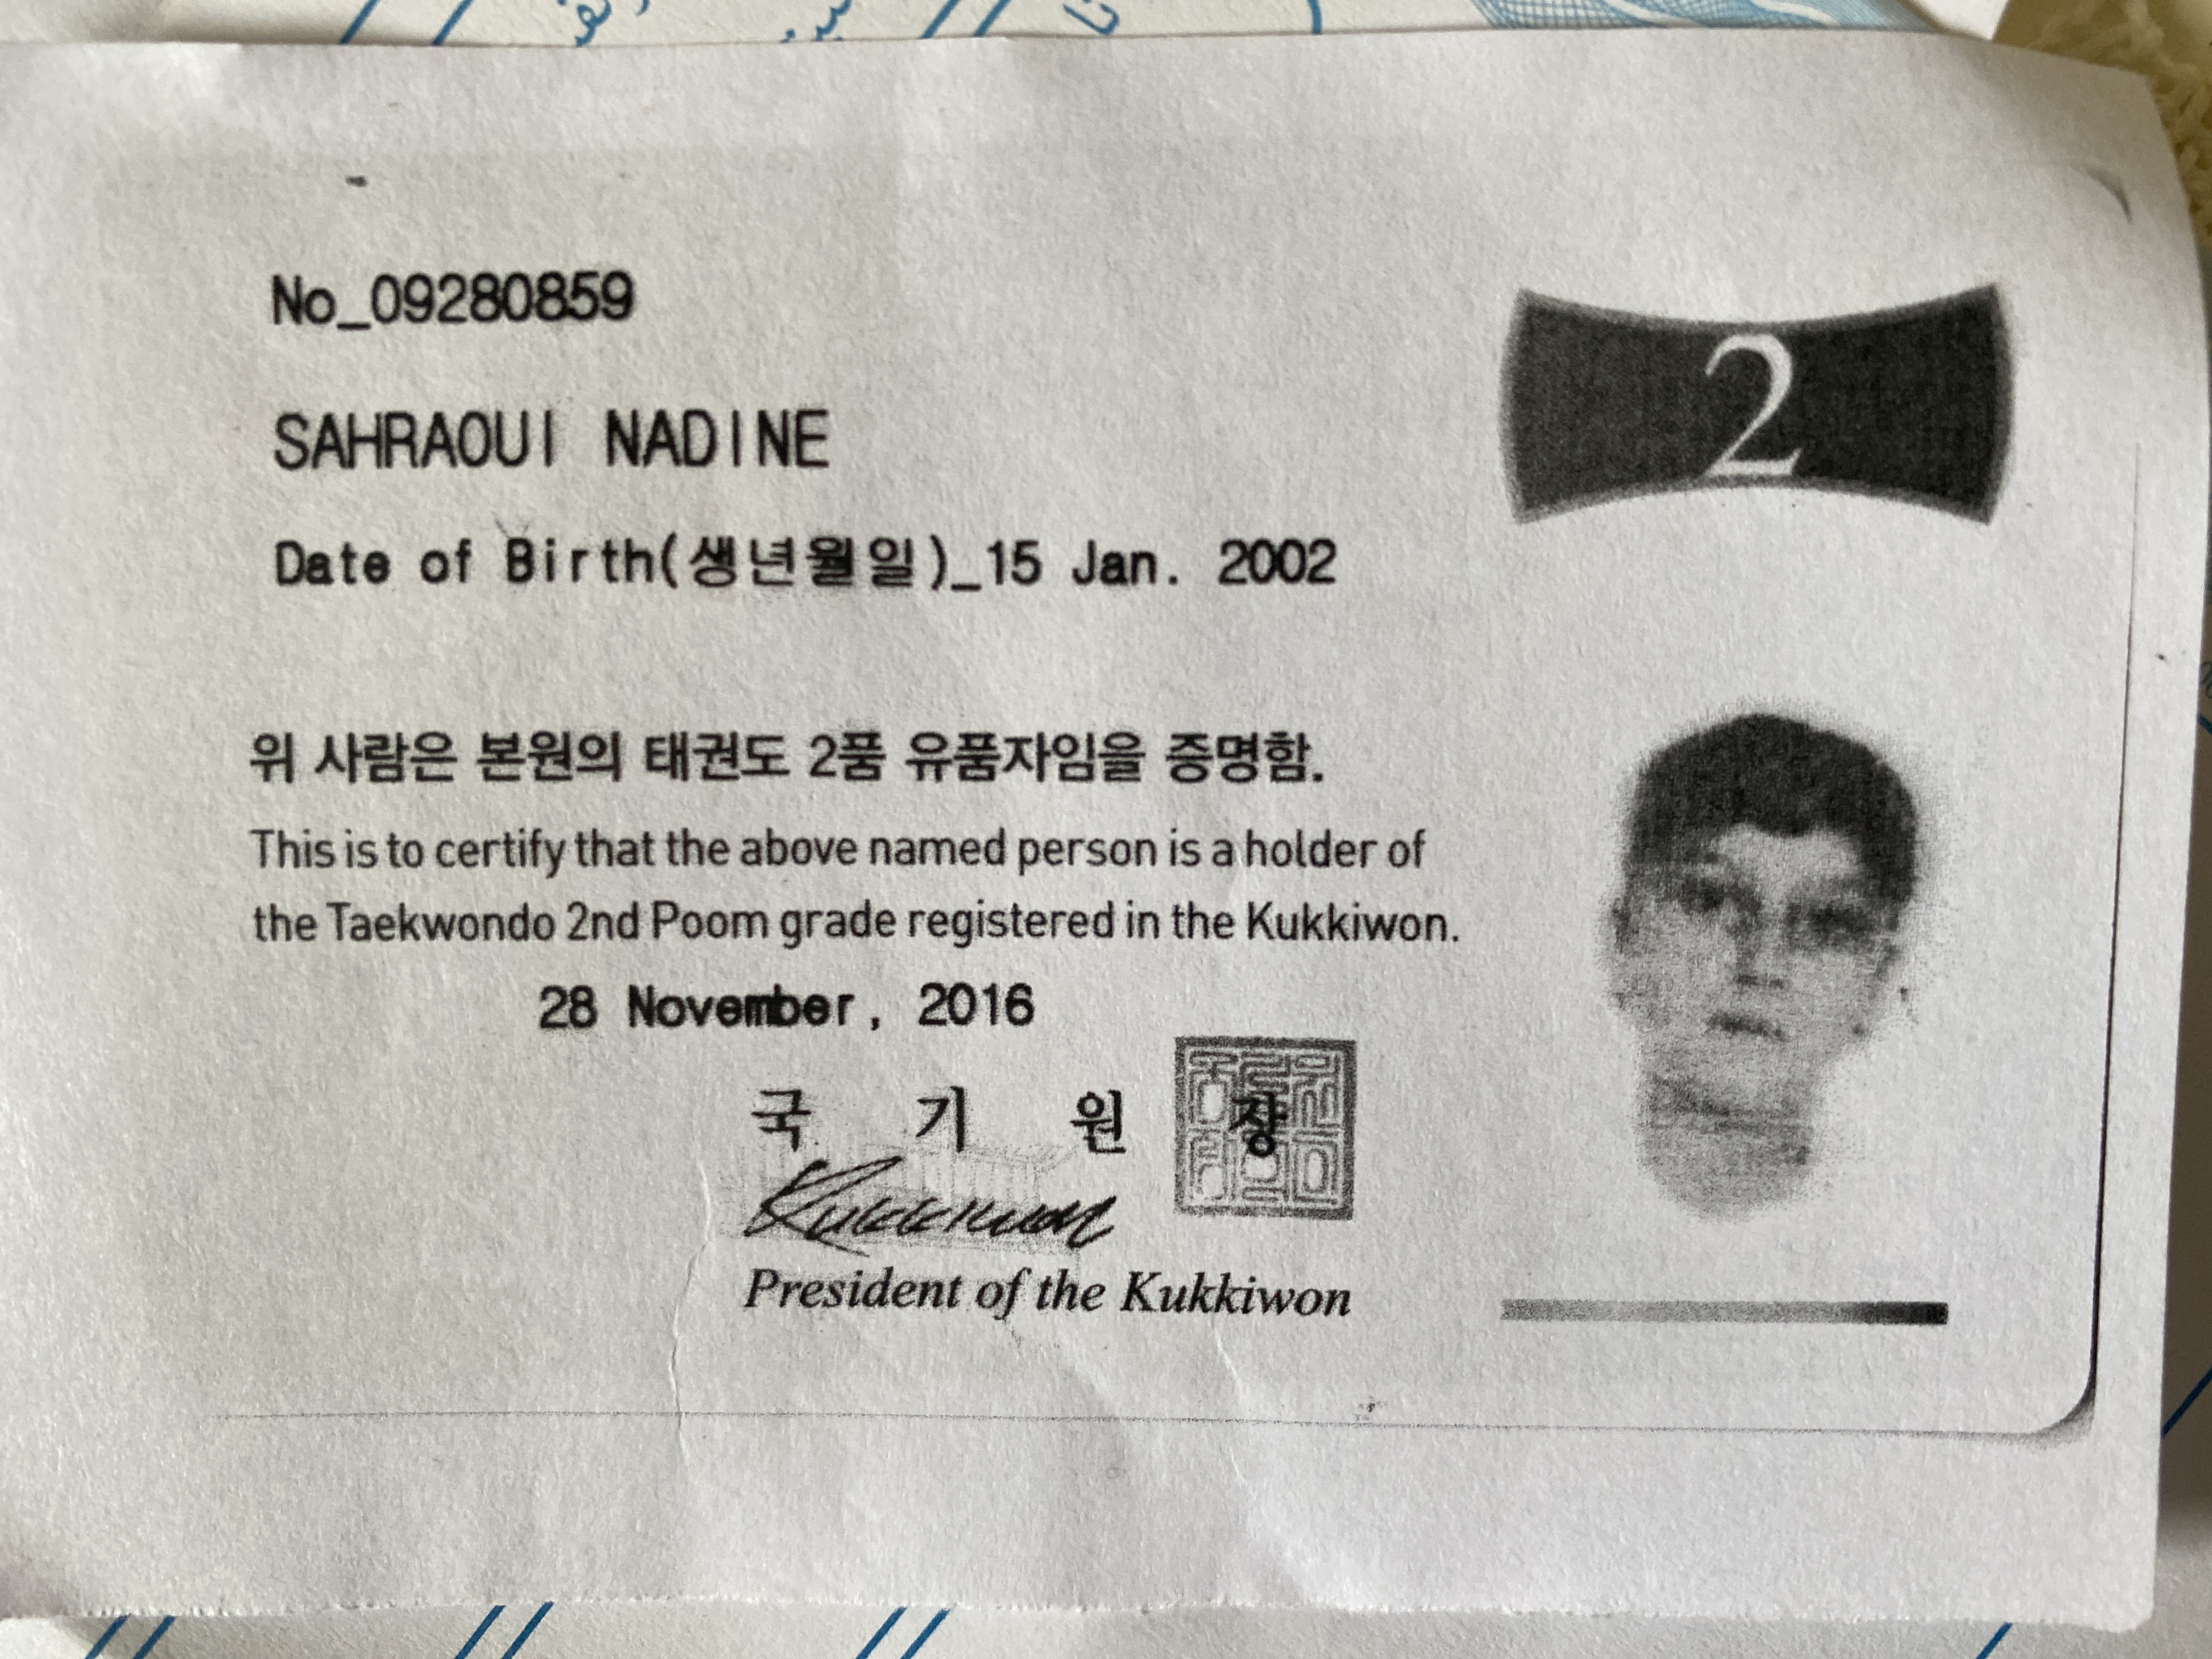 No_09280859
2
SAHRAOUI NADINE
Date of Birth(생년월일)_15 Jan. 2002
위 사람은 본원의 태권도 2품 유품자임을 증명함.
This is to certify that the above named person is a holder of
the Taekwondo 2nd Poom grade registered in the Kukkiwon.
28 November, 2016
국 기 원 장
Kukkiwon
President of the Kukkiwon